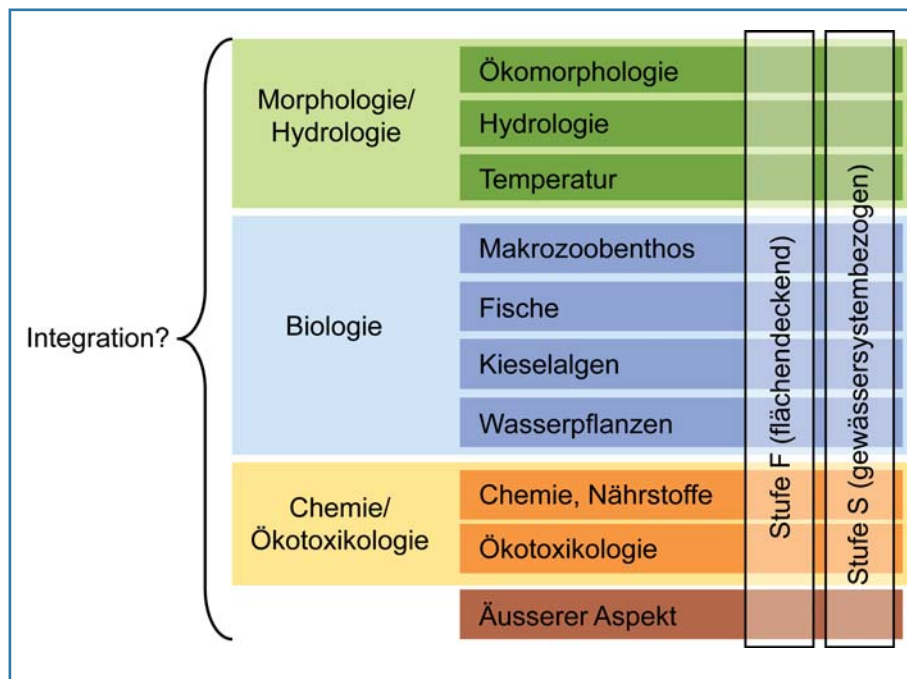 Integration?
Morphologie/
Hydrologie
Ökomorphologie
Hydrologie
Temperatur
Biologie
Makrozoobenthos
Fische
Kieselalgen
Wasserpflanzen
Chemie/
Ökotoxikologie
Chemie, Nährstoffe
Ökotoxikologie
Äusserer Aspekt
Stufe F (flächendeckend)
Stufe S (gewässersystembezogen)